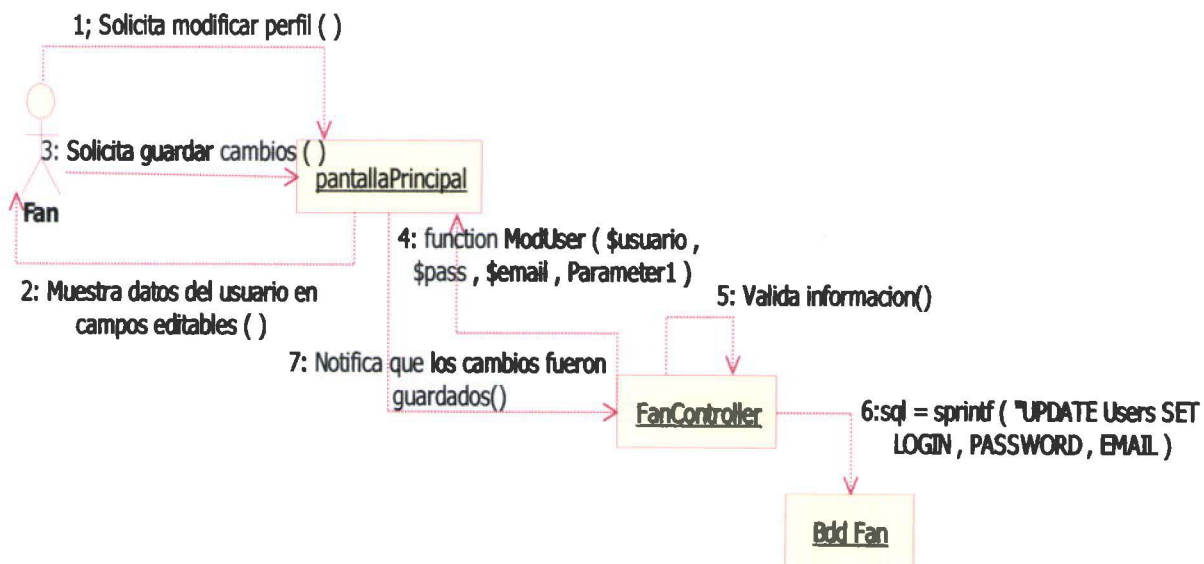 1; Solicita modificar perfil ( )
3: Solicita guardar cambios ( )
pantallaPrincipal
Fan
2: Muestra datos del usuario en
campos editables ( )
4: function ModUser ( $usuario ,
$pass , $email , Parameter1 )
5: Valida informacion()
7: Notifica que los cambios fueron
guardados()
FanController
6:sql = sprintf ( "UPDATE Users SET
LOGIN , PASSWORD , EMAIL )
Bdd Fan